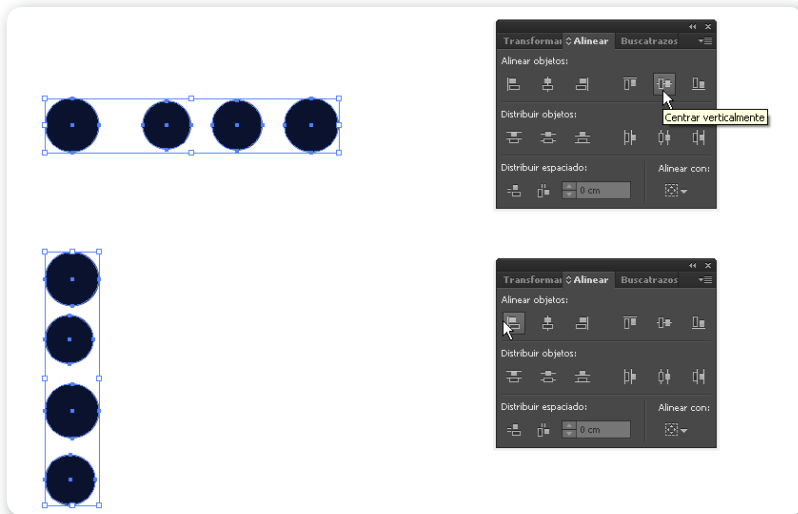 Transformar Alinear Buscatrazos
Alinear objetos:
Centrar verticalmente
Distribuir objetos:
Distribuir espaciado: Alinear con:
0 cm
Transformar Alinear Buscatrazos
Alinear objetos:
Distribuir objetos:
Distribuir espaciado: Alinear con:
0 cm